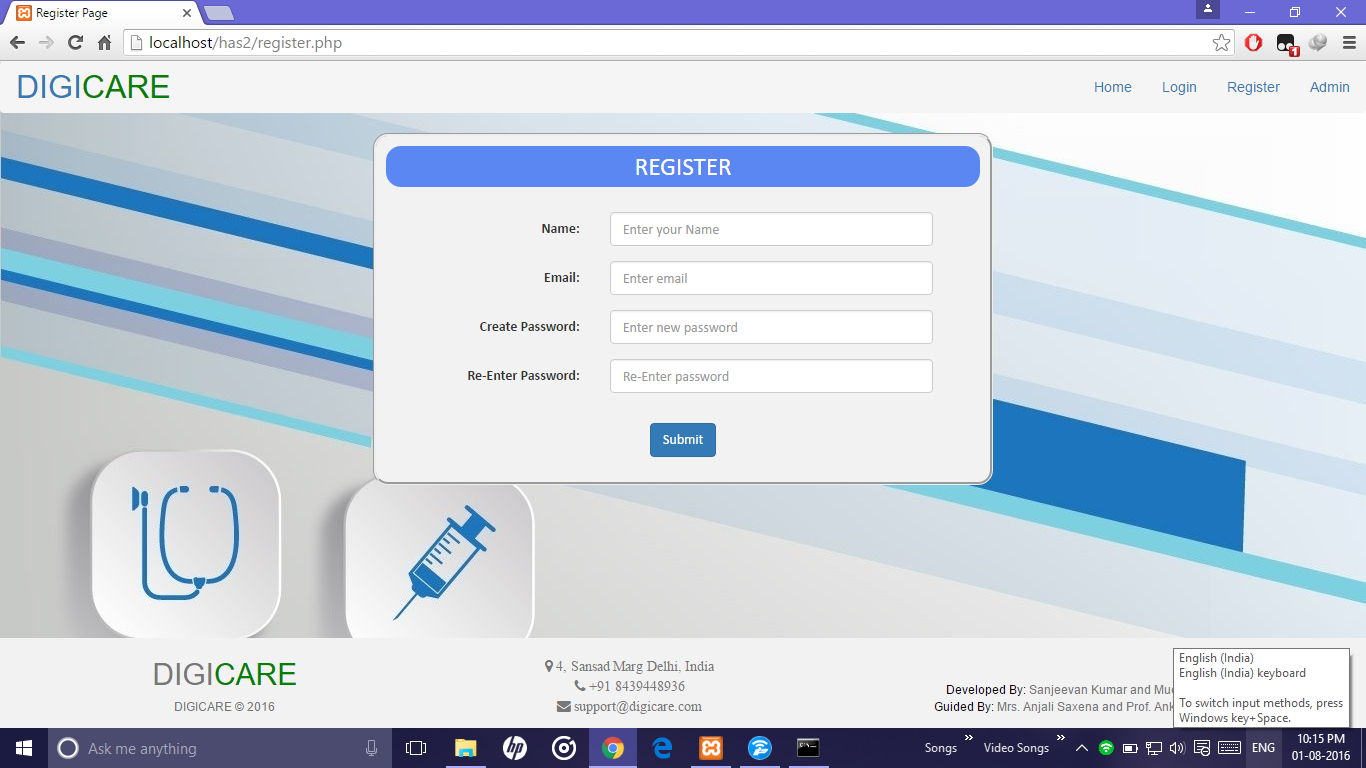 Register Page
localhost/has2/register.php
1
DIGICARE
Home Login Register Admin
REGISTER
Name: Enter your Name
Email: Enter email
Create Password: Enter new password
Re-Enter Password: Re-Enter password
Submit
DIGICARE
DIGICARE © 2016
4, Sansad Marg Delhi, India
+91 8439448936
support@digicare.com
Developed By: Sanjeevan Kumar and
Guided By: Mrs. Anjali Saxena and Prof.
English (India)
English (India) keyboard
To switch input methods, press
Windows key+Space.
Ask me anything
hp
Songs
Video Songs
ENG
10:15 PM
01-08-2016